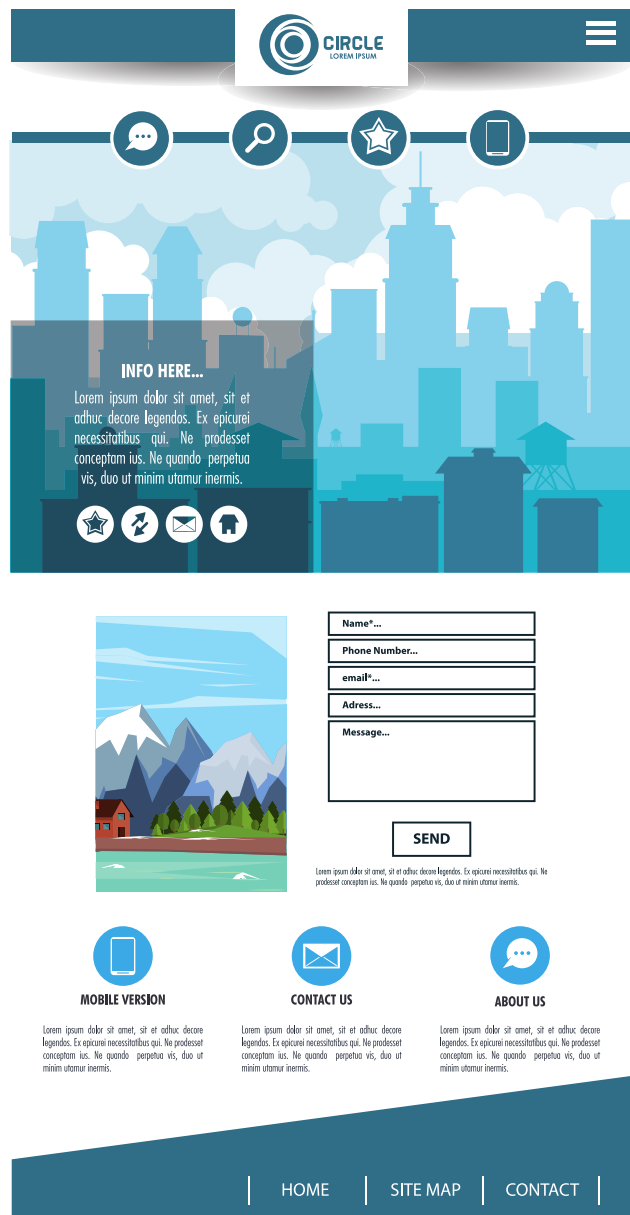 CIRCLE
LOREM IPSUM
INFO HERE...
Lorem ipsum dolor sit amet, sit et
adhuc decore legendos. Ex epicurei
necessitatibus qui. Ne prodesset
conceptam ius. Ne quando perpetua
vis, duo ut minim utamur inermis.
Name*...
Phone Number...
email*...
Adress...
Message...
SEND
Lorem ipsum dolor sit amet, sit et adhuc decore legendos. Ex epicurei necessitatibus qui. Ne
prodesset conceptam ius. Ne quando perpetua vis, duo ut minim utamur inermis.
MOBILE VERSION
Lorem ipsum dolor sit amet, sit et adhuc decore
legendos. Ex epicurei necessitatibus qui. Ne prodesset
conceptam ius. Ne quando perpetua vis, duo ut
minim utamur inermis.
CONTACT US
Lorem ipsum dolor sit amet, sit et adhuc decore
legendos. Ex epicurei necessitatibus qui. Ne prodesset
conceptam ius. Ne quando perpetua vis, duo ut
minim utamur inermis.
ABOUT US
Lorem ipsum dolor sit amet, sit et adhuc decore
legendos. Ex epicurei necessitatibus qui. Ne prodesset
conceptam ius. Ne quando perpetua vis, duo ut
minim utamur inermis.
HOME
SITE MAP
CONTACT